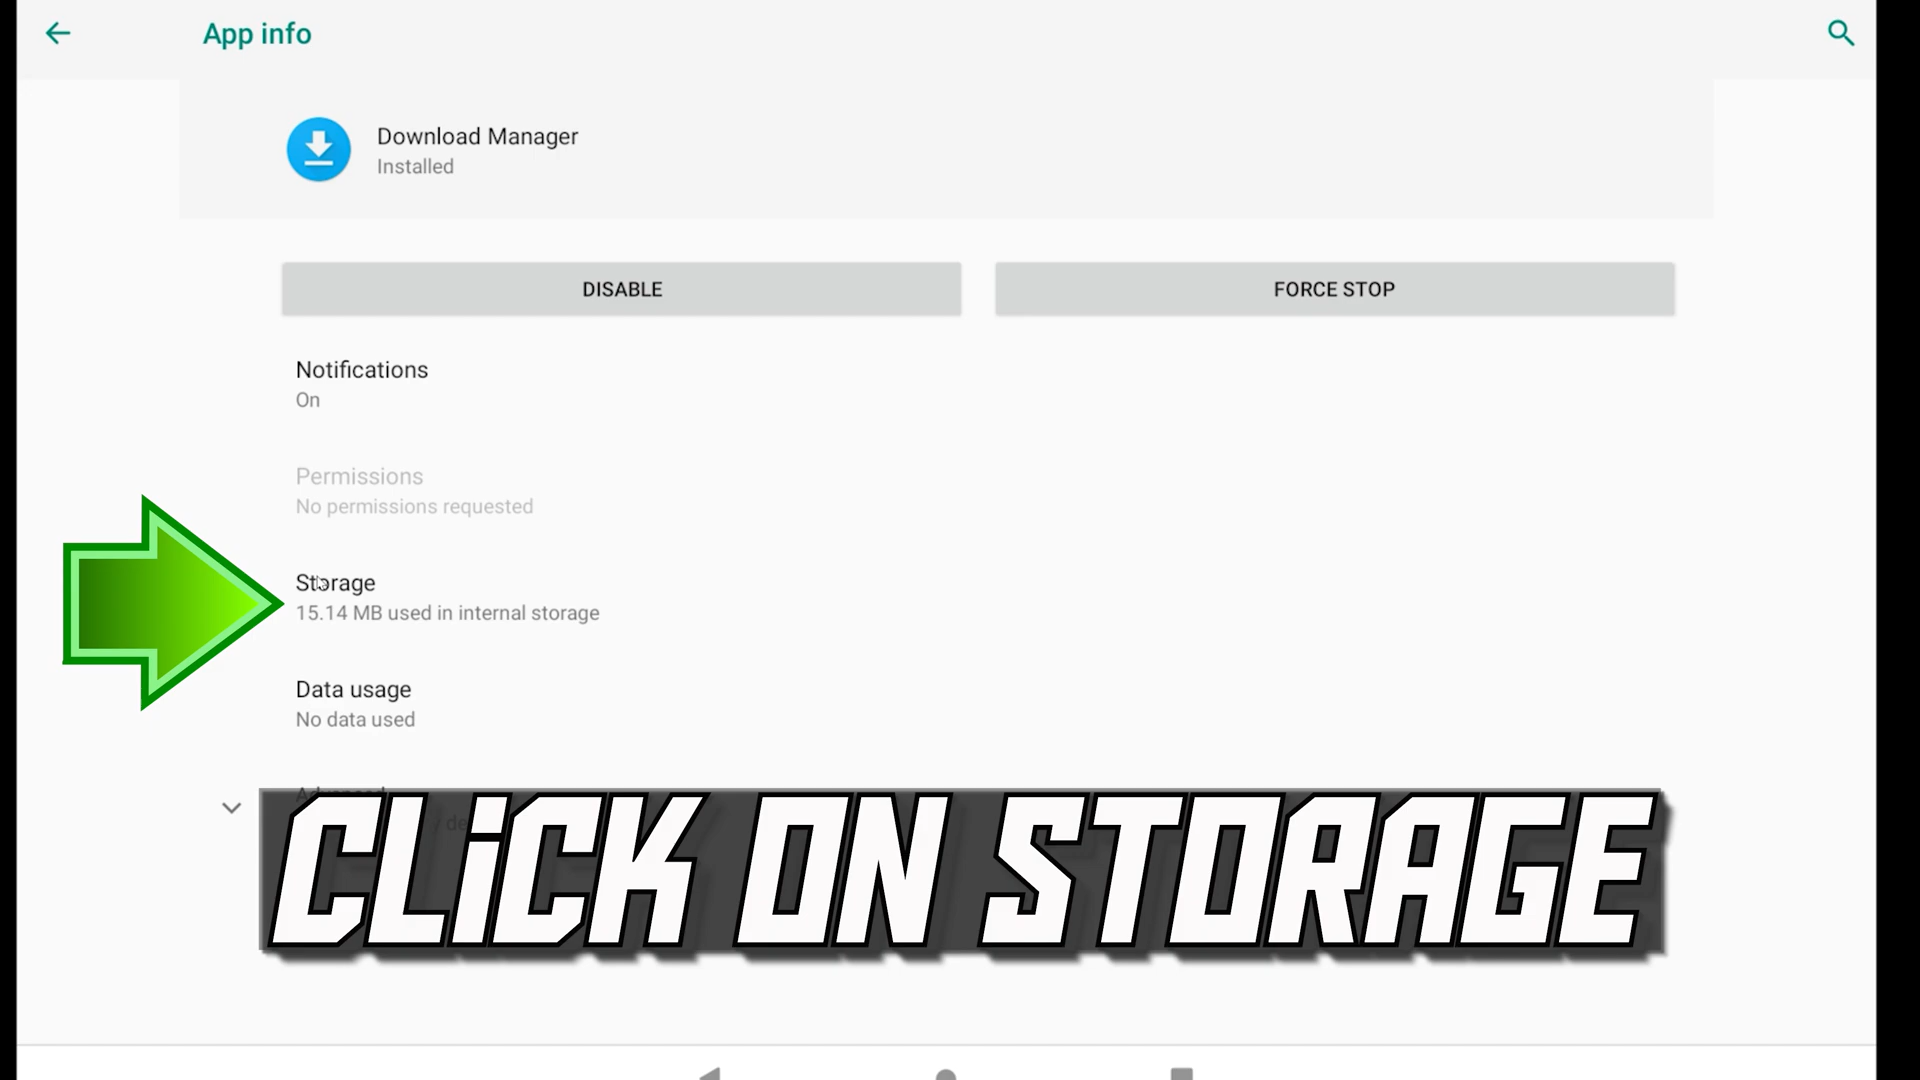 App info
Download Manager
Installed
DISABLE
FORCE STOP
Notifications
On
Permissions
No permissions requested
Storage
15.14 MB used in internal storage
Data usage
No data used
Advanced
CLiCK ON STORAGE